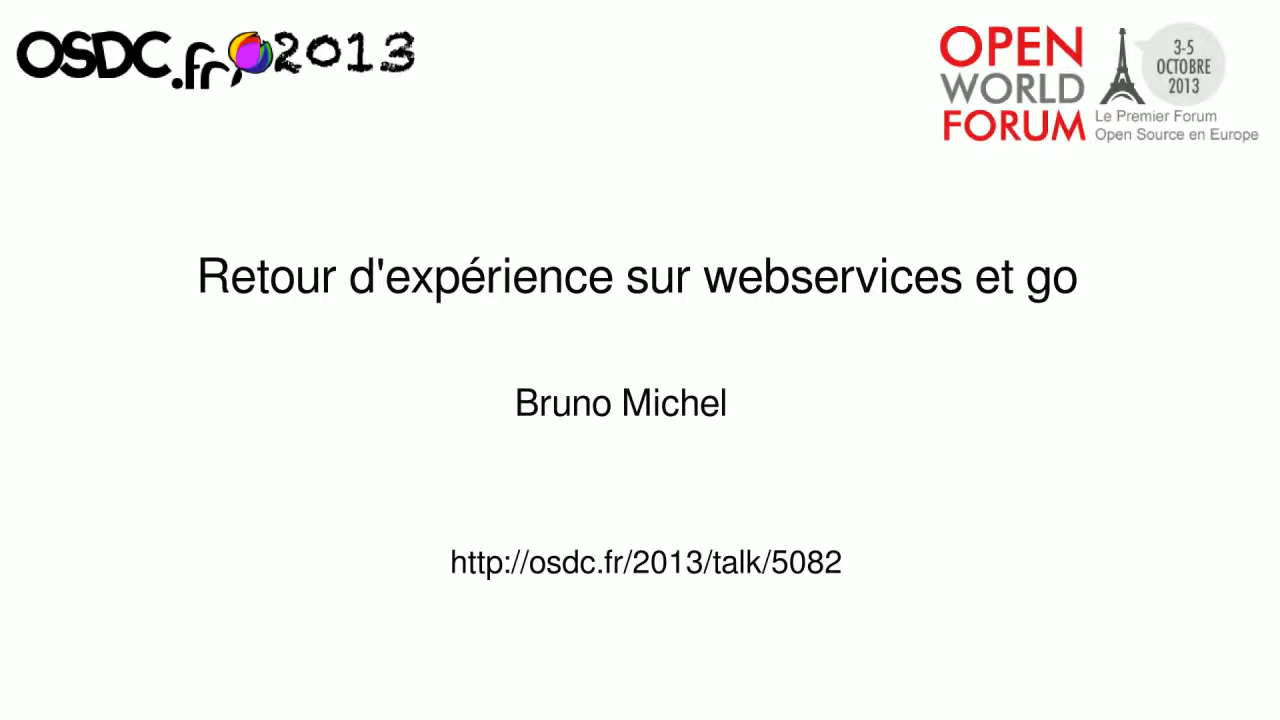 OSDC.fr 2013
OPEN
WORLD
FORUM
3-5
OCTOBRE
2013
Le Premier Forum
Open Source en Europe
Retour d'expérience sur webservices et go
Bruno Michel
http://osdc.fr/2013/talk/5082